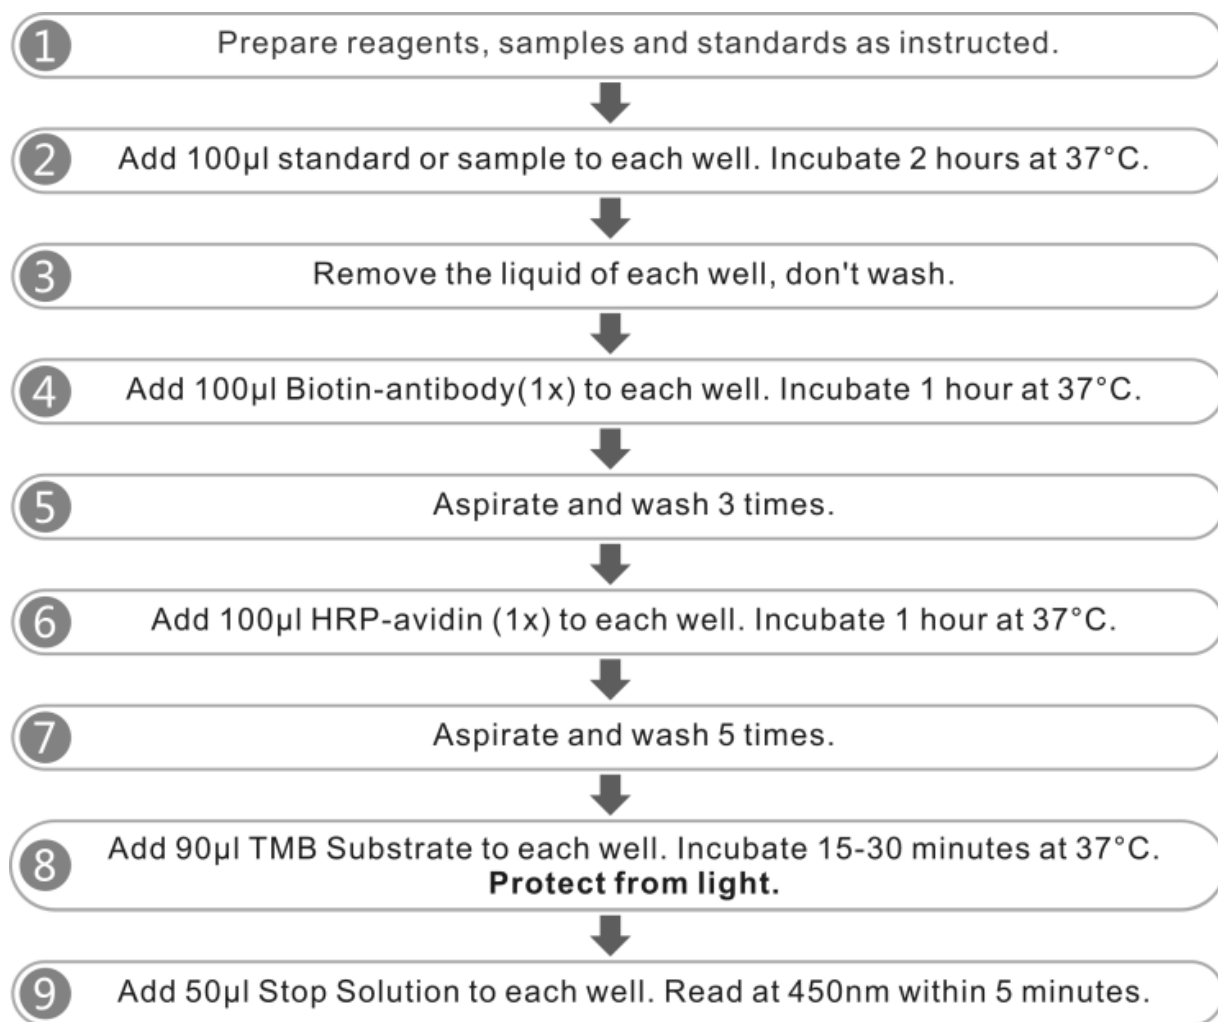 1 Prepare reagents, samples and standards as instructed.
2 Add 100µl standard or sample to each well. Incubate 2 hours at 37°C.
3 Remove the liquid of each well, don't wash.
4 Add 100µl Biotin-antibody(1x) to each well. Incubate 1 hour at 37°C.
5 Aspirate and wash 3 times.
6 Add 100µl HRP-avidin (1x) to each well. Incubate 1 hour at 37°C.
7 Aspirate and wash 5 times.
8 Add 90µl TMB Substrate to each well. Incubate 15-30 minutes at 37°C.
Protect from light.
9 Add 50µl Stop Solution to each well. Read at 450nm within 5 minutes.